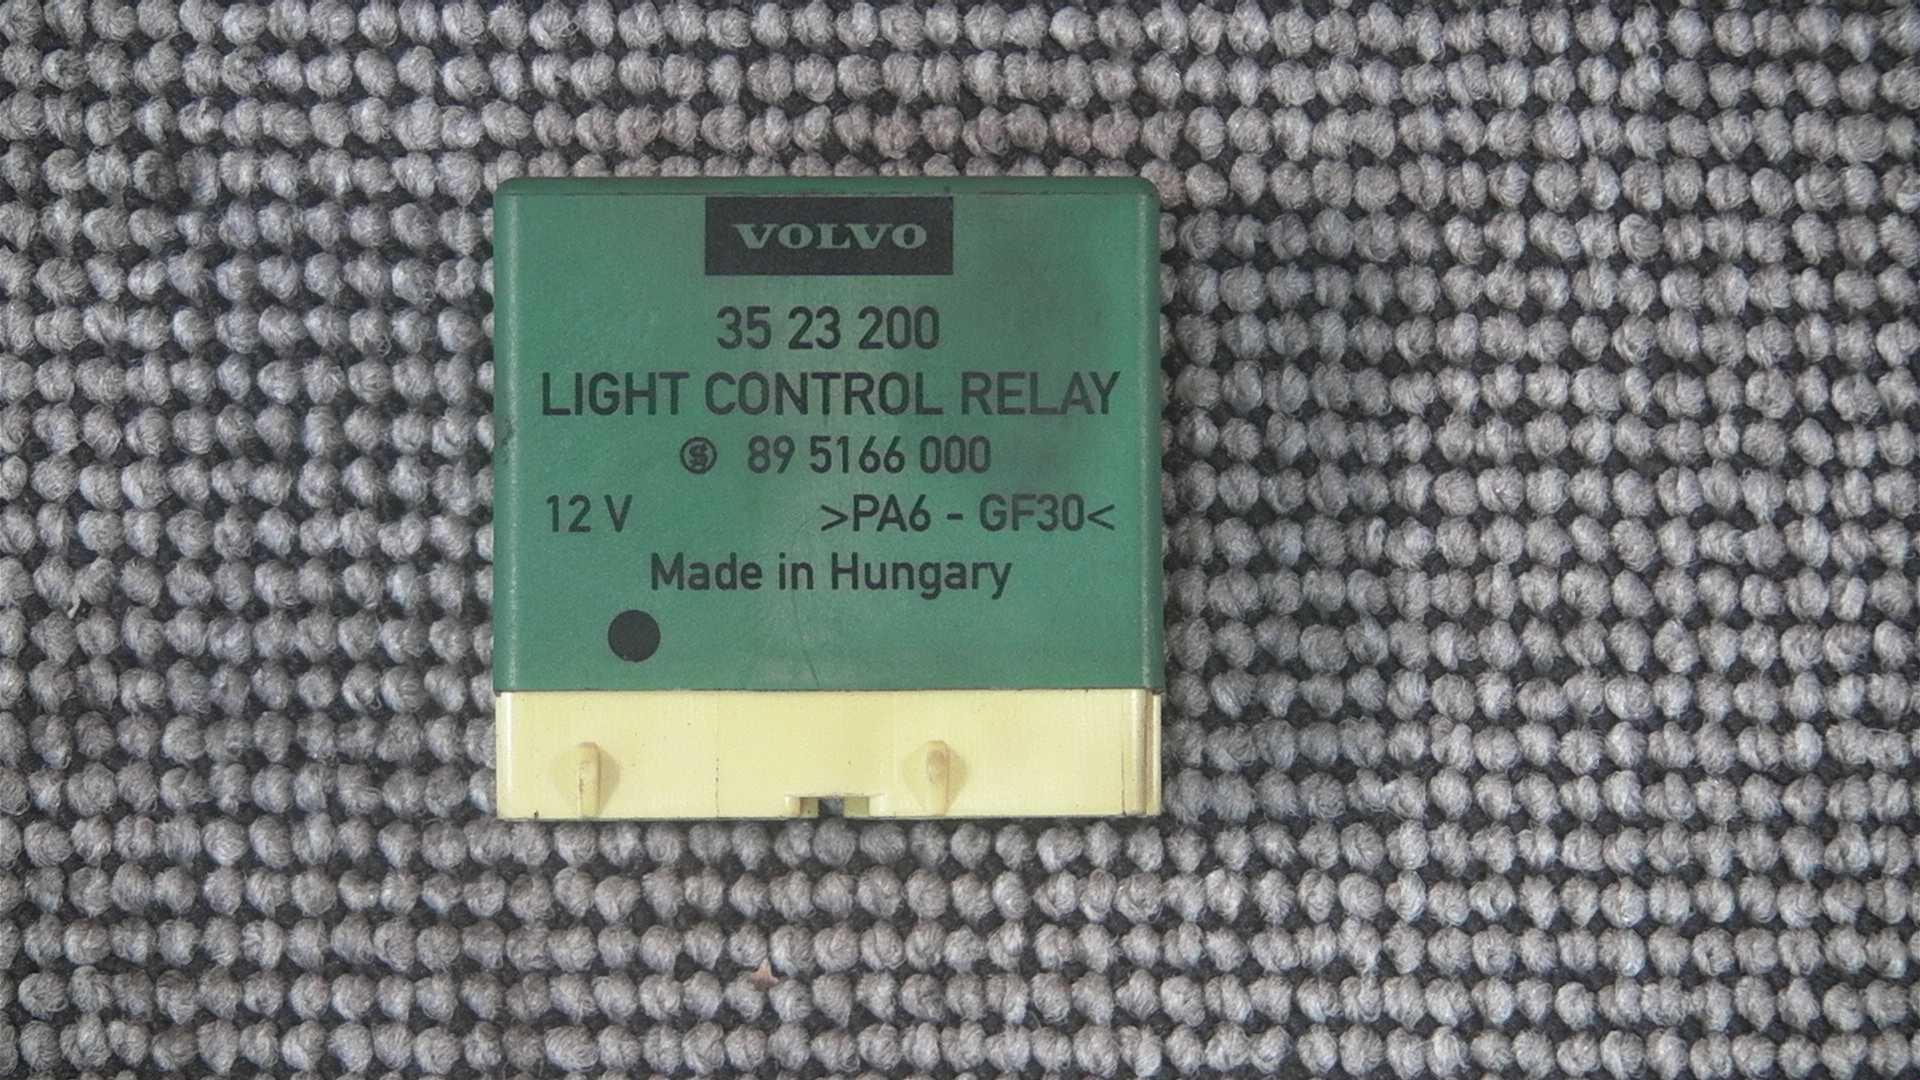 VOLVO
35 23 200
LIGHT CONTROL RELAY
S 89 5166 000
12 V >PA6 - GF30<
Made in Hungary